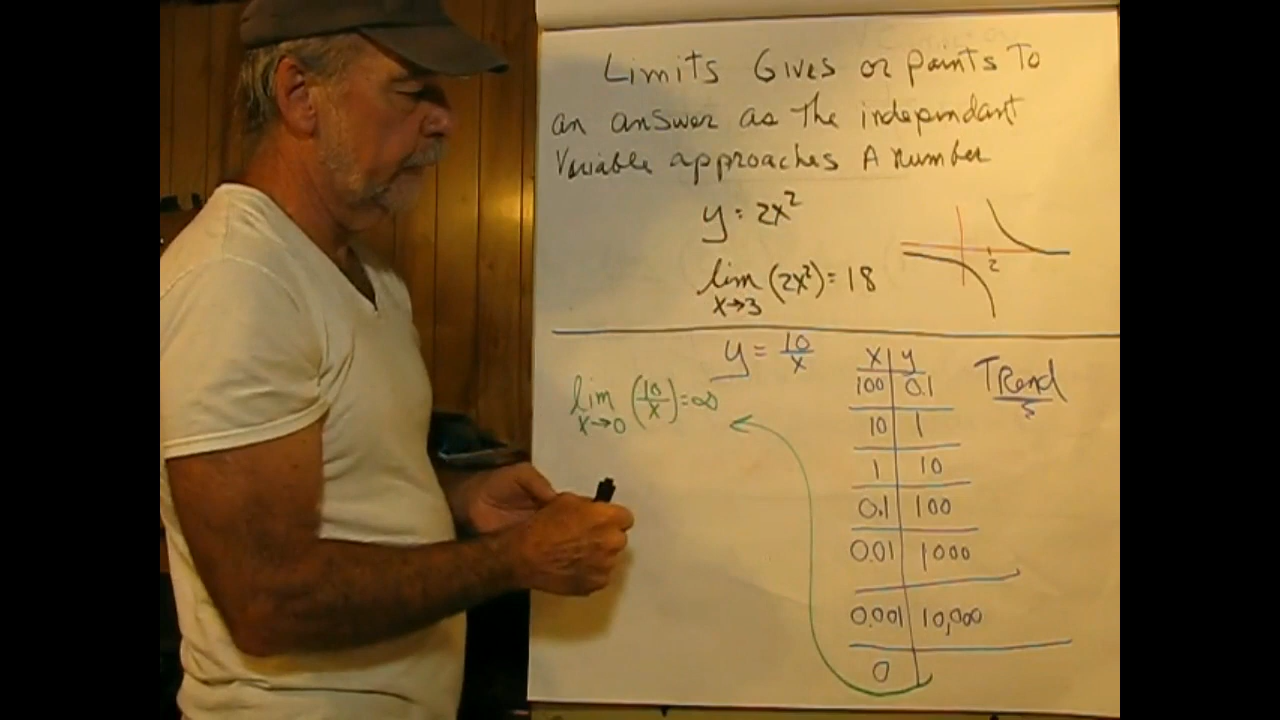 Limits Gives or points To
an answer as the independant
Variable approaches A number
y = 2x²
lim (2x²) = 18
x→3
2
y = 10/x
lim (10/x) = ∞
x→0
x | y
100 | 0.1
10 | 1
1 | 10
0.1 | 100
0.01 | 1000
0.001 | 10,000
0
TRend